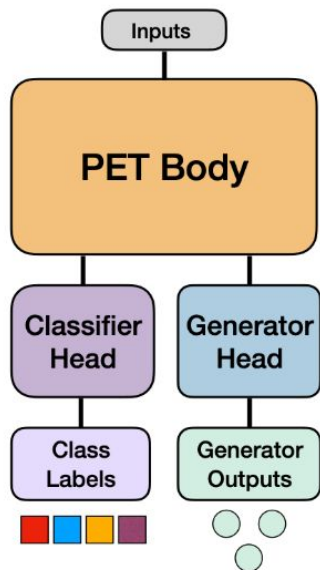 Inputs
PET Body
Classifier
Head
Generator
Head
Class
Labels
Generator
Outputs